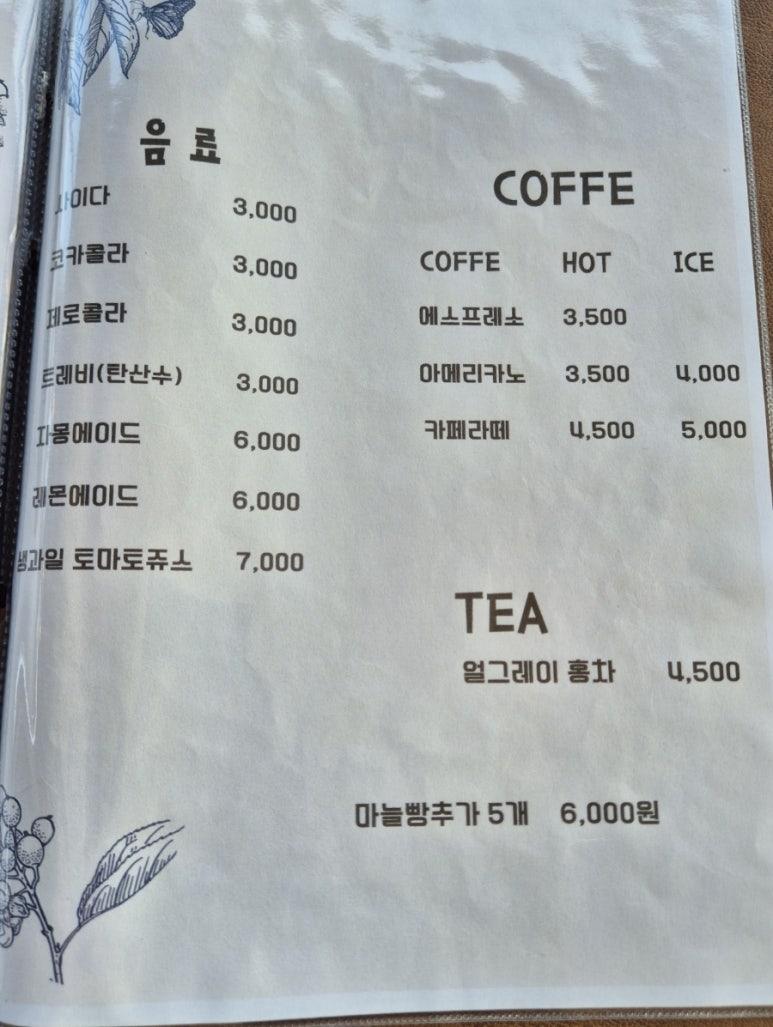 음료
사이다 3,000
코카콜라 3,000
제로콜라 3,000
트레비(탄산수) 3,000
자몽에이드 6,000
레몬에이드 6,000
생과일 토마토쥬스 7,000
COFFE
COFFE HOT ICE
에스프레소 3,500
아메리카노 3,500 4,000
카페라떼 4,500 5,000
TEA
얼그레이 홍차 4,500
마늘빵추가 5개 6,000원